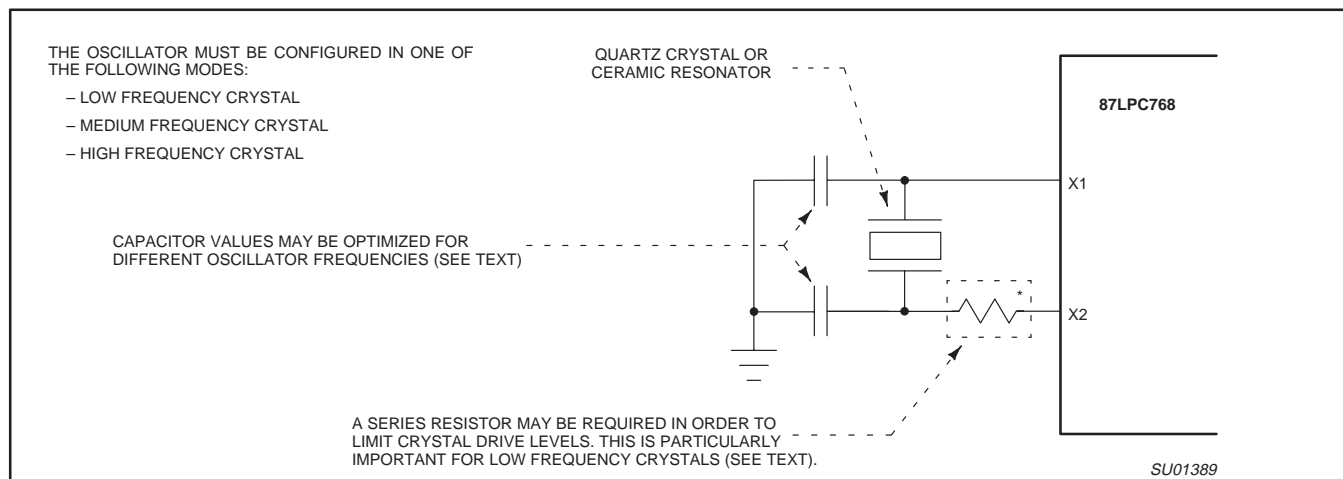 THE OSCILLATOR MUST BE CONFIGURED IN ONE OF
THE FOLLOWING MODES:
– LOW FREQUENCY CRYSTAL
– MEDIUM FREQUENCY CRYSTAL
– HIGH FREQUENCY CRYSTAL
QUARTZ CRYSTAL OR
CERAMIC RESONATOR
87LPC768
X1
CAPACITOR VALUES MAY BE OPTIMIZED FOR
DIFFERENT OSCILLATOR FREQUENCIES (SEE TEXT)
*
X2
A SERIES RESISTOR MAY BE REQUIRED IN ORDER TO
LIMIT CRYSTAL DRIVE LEVELS. THIS IS PARTICULARLY
IMPORTANT FOR LOW FREQUENCY CRYSTALS (SEE TEXT).
SU01389